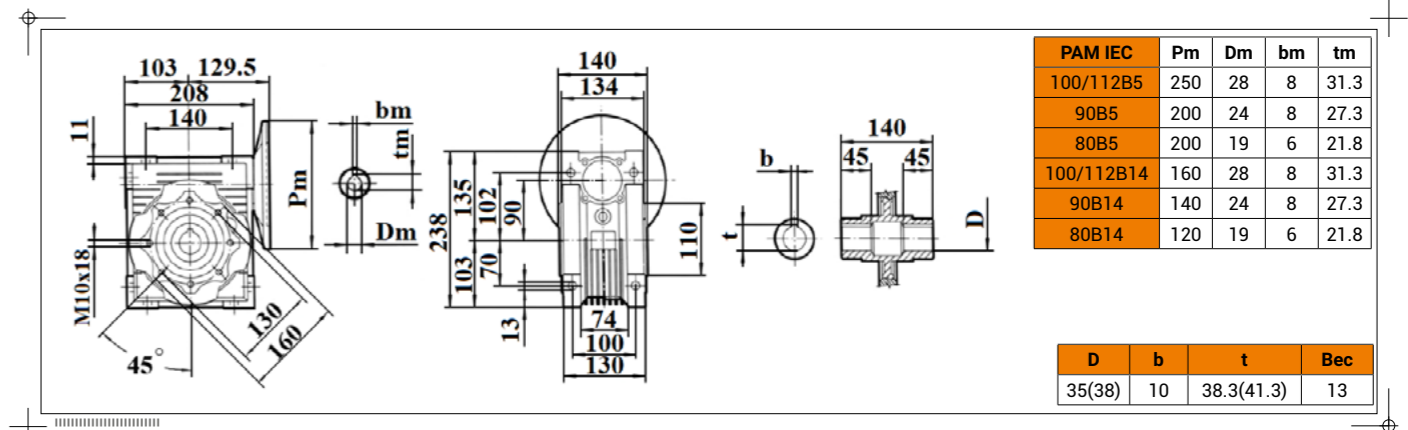 103 129.5
208
140
11
bm
tm
Pm
Dm
M10x18
130
160
45°
140
134
238
135
102
90
103
70
110
13
74
100
130
140
45 45
b
t
D
PAM IEC Pm Dm bm tm
100/112B5 250 28 8 31.3
90B5 200 24 8 27.3
80B5 200 19 6 21.8
100/112B14 160 28 8 31.3
90B14 140 24 8 27.3
80B14 120 19 6 21.8
D b t Bec
35(38) 10 38.3(41.3) 13